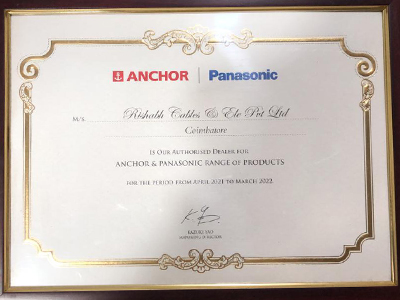 ANCHOR | Panasonic
M/s. Rishabh Cables & Ele Pvt Ltd
Coimbatore
IS OUR AUTHORISED DEALER FOR
ANCHOR & PANASONIC RANGE OF PRODUCTS
FOR THE PERIOD FROM APRIL 2021 TO MARCH 2022